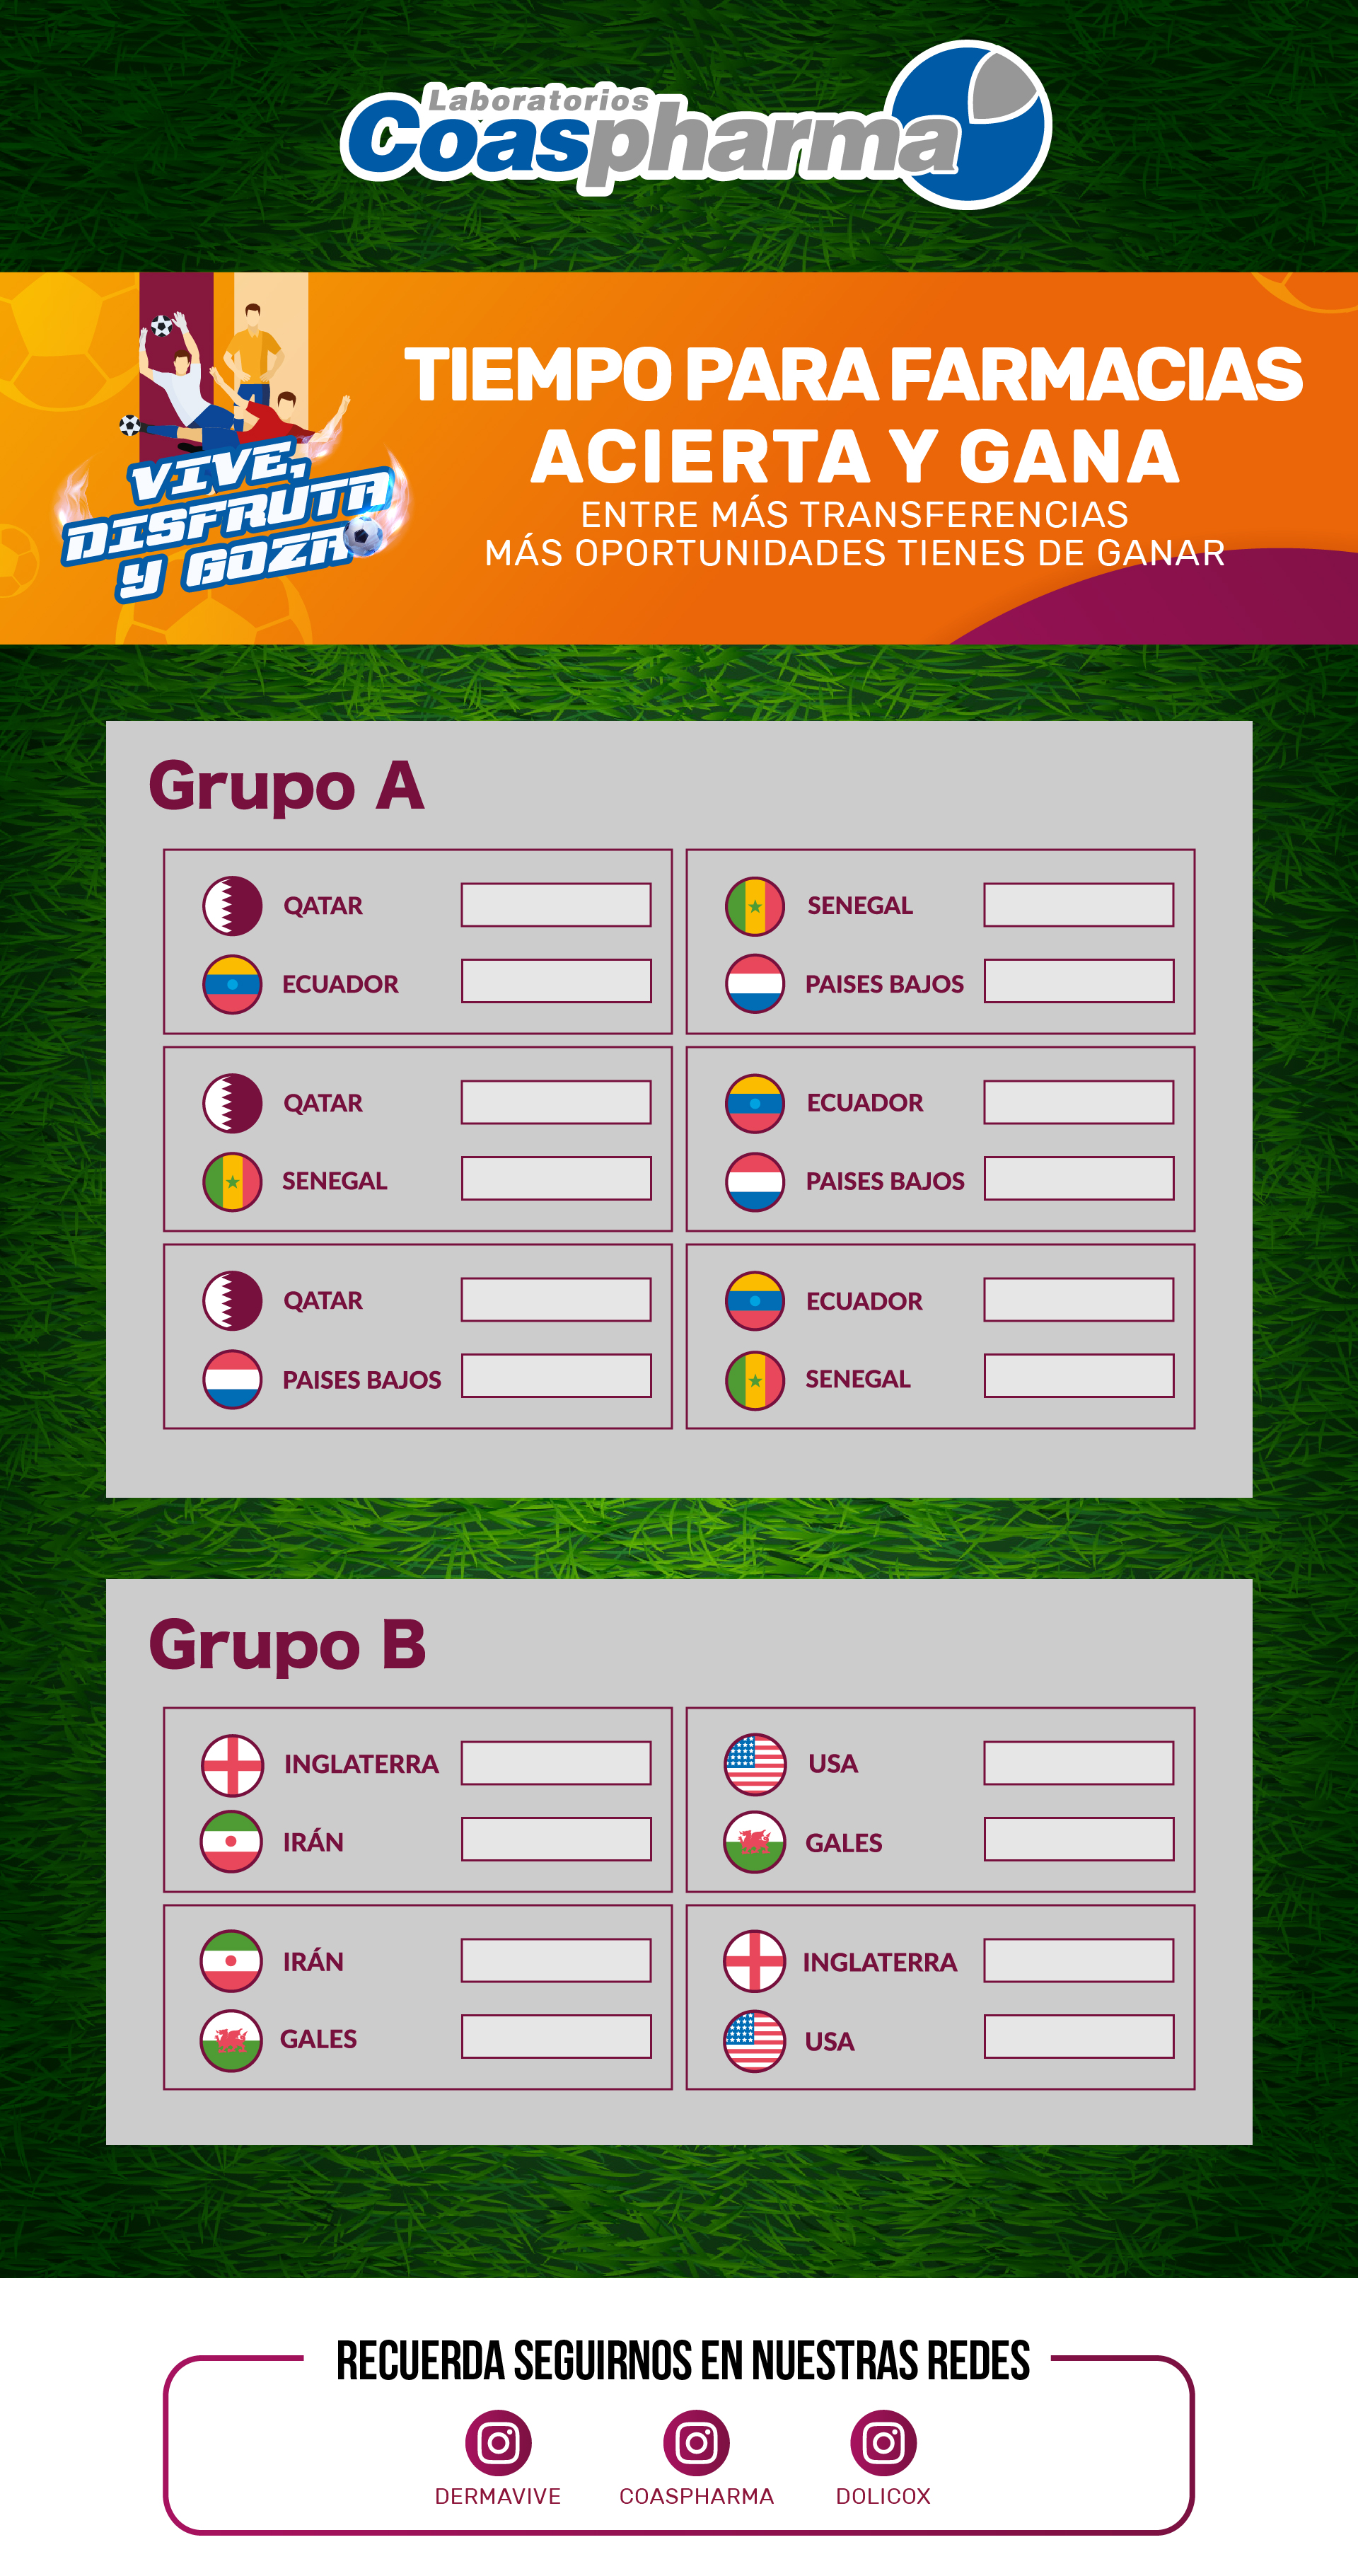 Laboratorios
Coaspharma
VIVE,
DISFRUTA
Y GOZA
TIEMPO PARA FARMACIAS
ACIERTA Y GANA
ENTRE MÁS TRANSFERENCIAS
MÁS OPORTUNIDADES TIENES DE GANAR
Grupo A
QATAR
ECUADOR
SENEGAL
PAISES BAJOS
QATAR
SENEGAL
ECUADOR
PAISES BAJOS
QATAR
PAISES BAJOS
ECUADOR
SENEGAL
Grupo B
INGLATERRA
IRÁN
USA
GALES
IRÁN
GALES
INGLATERRA
USA
RECUERDA SEGUIRNOS EN NUESTRAS REDES
DERMAVIVE
COASPHARMA
DOLICOX